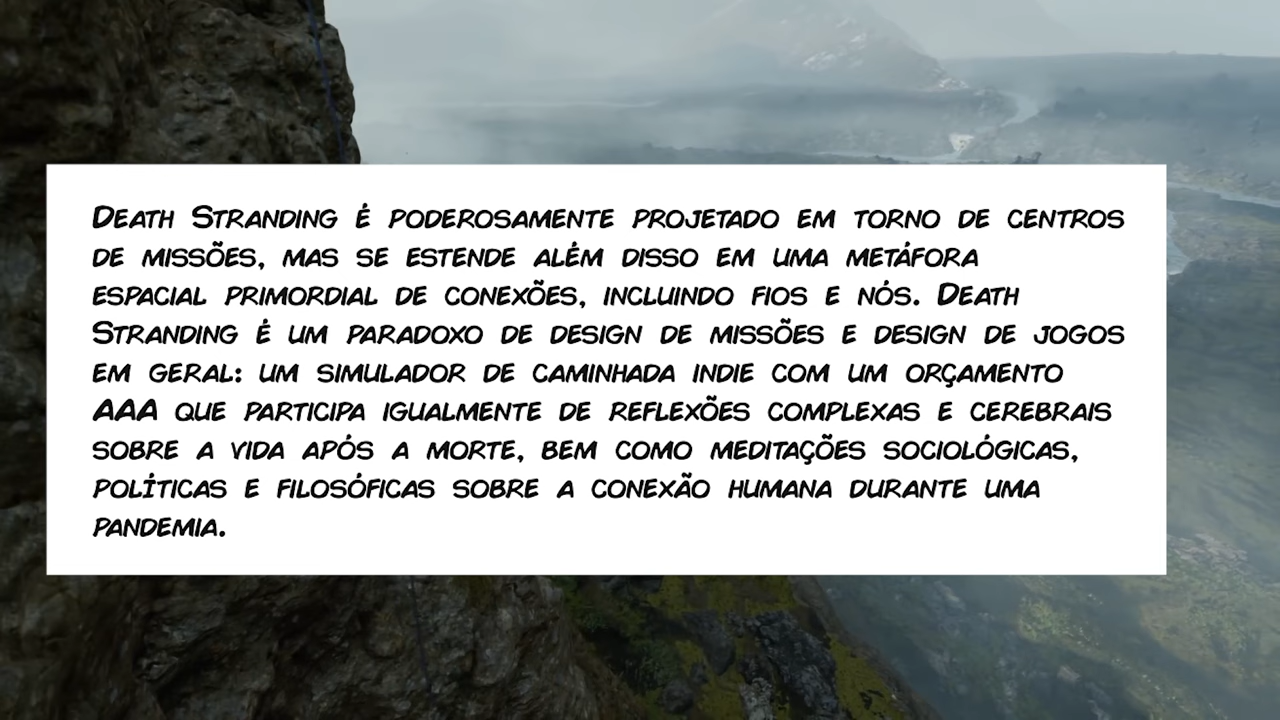 Death Stranding é poderosamente projetado em torno de centros
de missões, mas se estende além disso em uma metáfora
espacial primordial de conexões, incluindo fios e nós. Death
Stranding é um paradoxo de design de missões e design de jogos
em geral: um simulador de caminhada indie com um orçamento
AAA que participa igualmente de reflexões complexas e cerebrais
sobre a vida após a morte, bem como meditações sociológicas,
políticas e filosóficas sobre a conexão humana durante uma
pandemia.